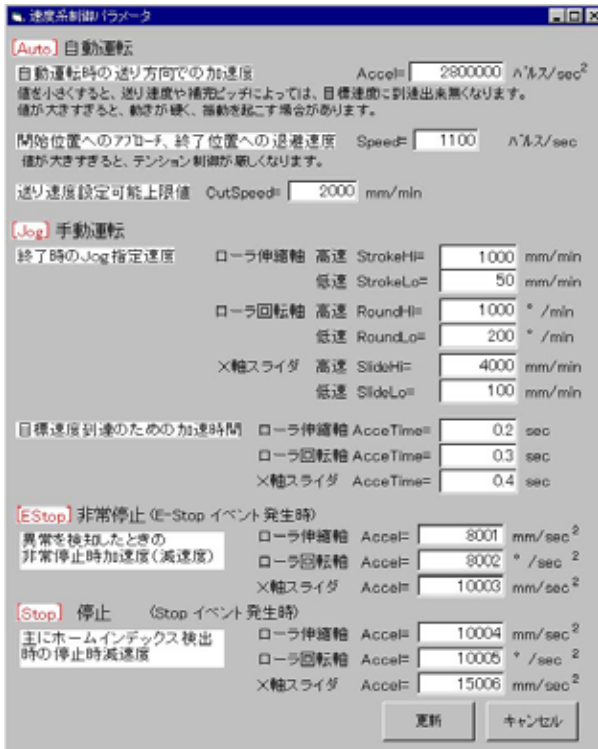 速度系制御パラメータ
[Auto] 自動運転
自動運転時の送り方向での加速度 Accel= 2800000 パルス/sec²
値を小さくすると、送り速度や補完ピッチによっては、目標速度に到達出来無くなります。
値が大きすぎると、動きが硬く、振動を起こす場合があります。
開始位置へのアプローチ、終了位置への退避速度 Speed= 1100 パルス/sec
値が大きすぎると、テンション制御が厳しくなります。
送り速度設定可能上限値 CutSpeed= 2000 mm/min
[Jog] 手動運転
終了時のJog指定速度 ローラ伸縮軸 高速 StrokeHi= 1000 mm/min
低速 StrokeLo= 50 mm/min
ローラ回転軸 高速 RoundHi= 1000 °/min
低速 RoundLo= 200 °/min
X軸スライダ 高速 SlideHi= 4000 mm/min
低速 SlideLo= 100 mm/min
目標速度到達のための加速時間 ローラ伸縮軸 AcceTime= 0.2 sec
ローラ回転軸 AcceTime= 0.3 sec
X軸スライダ AcceTime= 0.4 sec
[EStop] 非常停止 (E-Stop イベント発生時)
異常を検知したときの ローラ伸縮軸 Accel= 8001 mm/sec²
非常停止時加速度(減速度) ローラ回転軸 Accel= 8002 °/sec²
X軸スライダ Accel= 10003 mm/sec²
[Stop] 停止 (Stop イベント発生時)
主にホームインデックス検出 ローラ伸縮軸 Accel= 10004 mm/sec²
時の停止時減速度 ローラ回転軸 Accel= 10005 °/sec²
X軸スライダ Accel= 15006 mm/sec²
更新 キャンセル